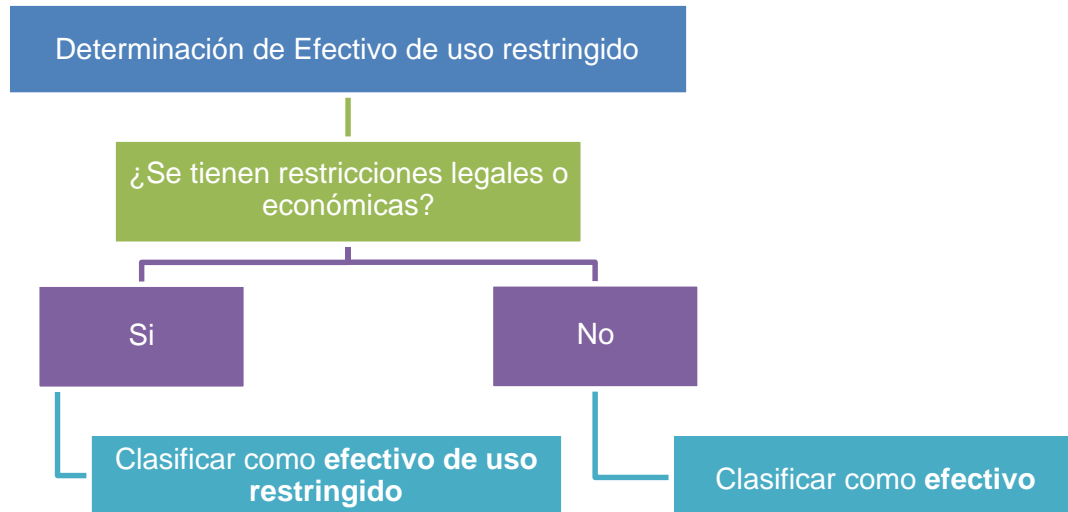 Determinación de Efectivo de uso restringido
¿Se tienen restricciones legales o
económicas?
Si
No
Clasificar como efectivo de uso
restringido
Clasificar como efectivo